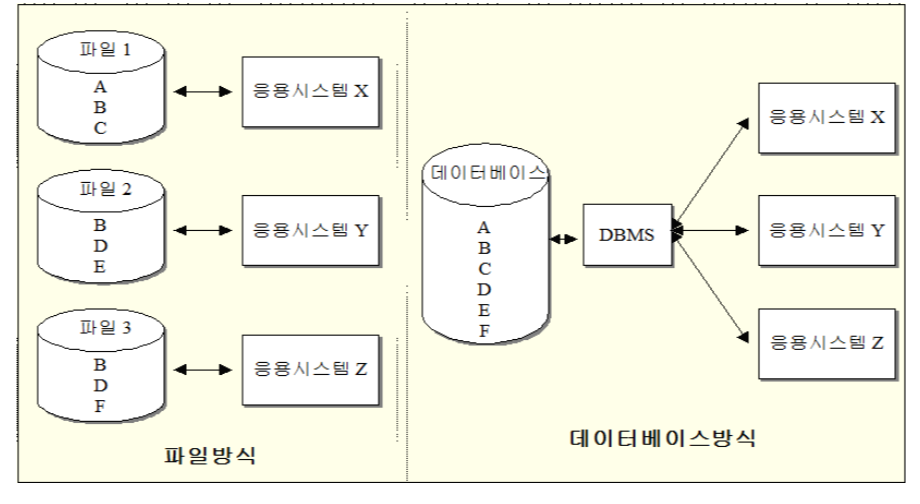 파일 1
A
B
C
응용시스템 X
파일 2
B
D
E
응용시스템 Y
파일 3
B
D
F
응용시스템 Z
파일방식
데이터베이스
A
B
C
D
E
F
DBMS
응용시스템 X
응용시스템 Y
응용시스템 Z
데이터베이스방식